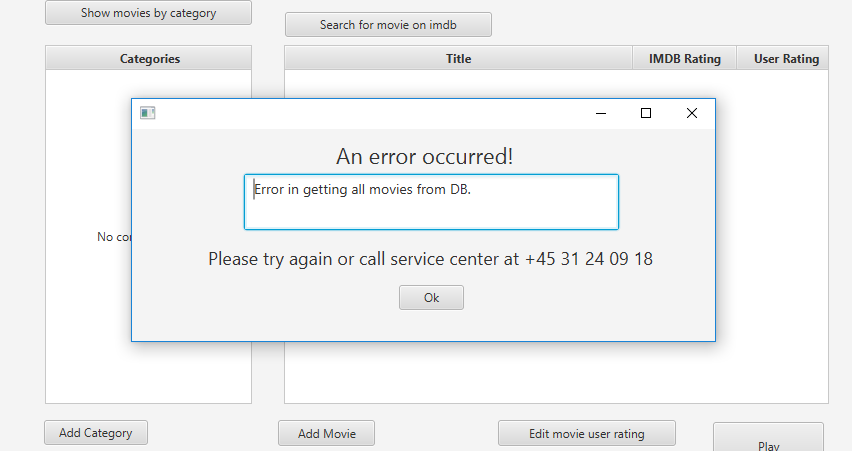 Show movies by category
Search for movie on imdb
Categories
Title
IMDB Rating
User Rating
An error occurred!
Error in getting all movies from DB.
No co
Please try again or call service center at +45 31 24 09 18
Ok
Add Category
Add Movie
Edit movie user rating
Play